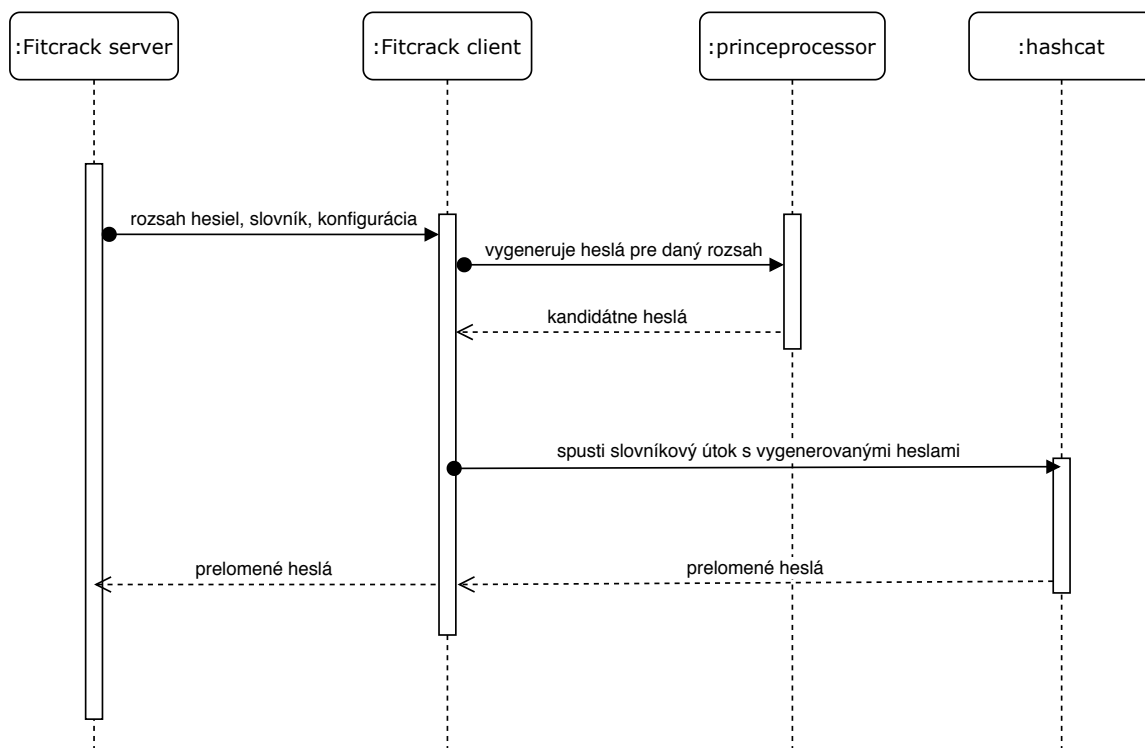 :Fitcrack server
:Fitcrack client
:princeprocessor
:hashcat
rozsah hesiel, slovník, konfigurácia
vygeneruje heslá pre daný rozsah
kandidátne heslá
spusti slovníkový útok s vygenerovanými heslami
prelomené heslá
prelomené heslá